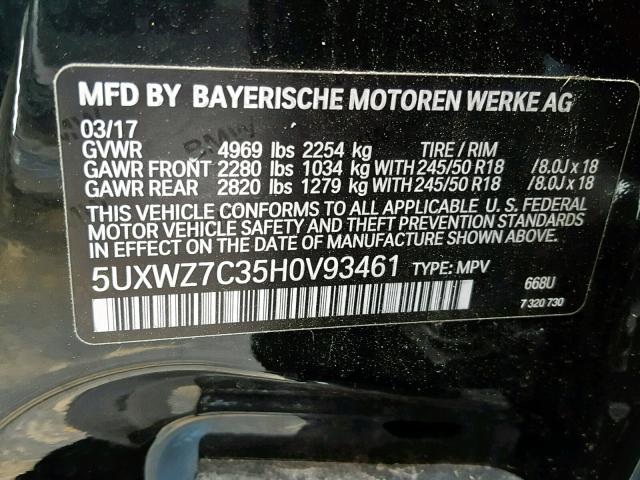 MFD BY BAYERISCHE MOTOREN WERKE AG
03/17
GVWR 4969 lbs 2254 kg TIRE / RIM
GAWR FRONT 2280 lbs 1034 kg WITH 245/50 R18 /8.0J x 18
GAWR REAR 2820 lbs 1279 kg WITH 245/50 R18 /8.0J x 18
THIS VEHICLE CONFORMS TO ALL APPLICABLE U. S. FEDERAL
MOTOR VEHICLE SAFETY AND THEFT PREVENTION STANDARDS
IN EFFECT ON THE DATE OF MANUFACTURE SHOWN ABOVE.
5UXWZ7C35H0V93461 TYPE: MPV
668U
7 320 730